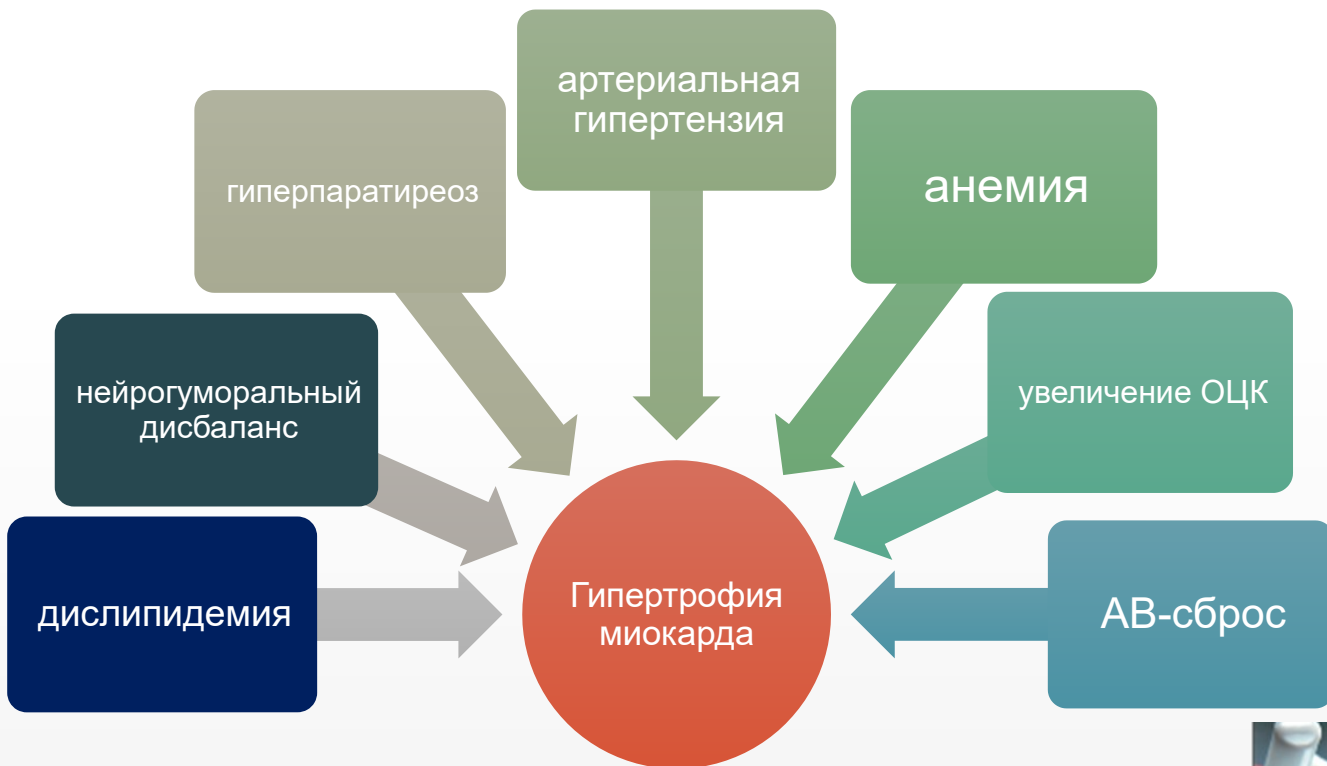 артериальная
гипертензия
гиперпаратиреоз
анемия
нейрогуморальный
дисбаланс
увеличение ОЦК
дислипидемия
Гипертрофия
миокарда
АВ-сброс